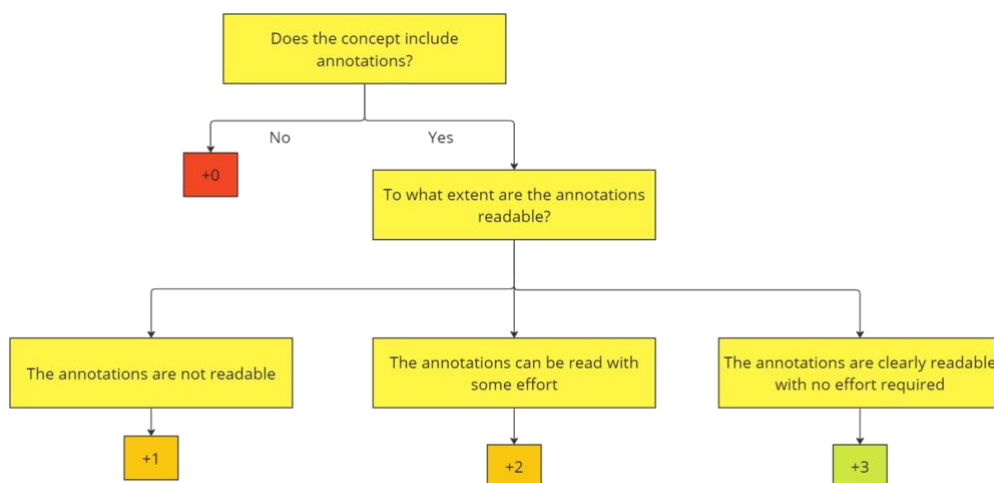 Does the concept include
annotations?
No
Yes
+0
To what extent are the annotations
readable?
The annotations are not readable
The annotations can be read with
some effort
The annotations are clearly readable
with no effort required
+1
+2
+3